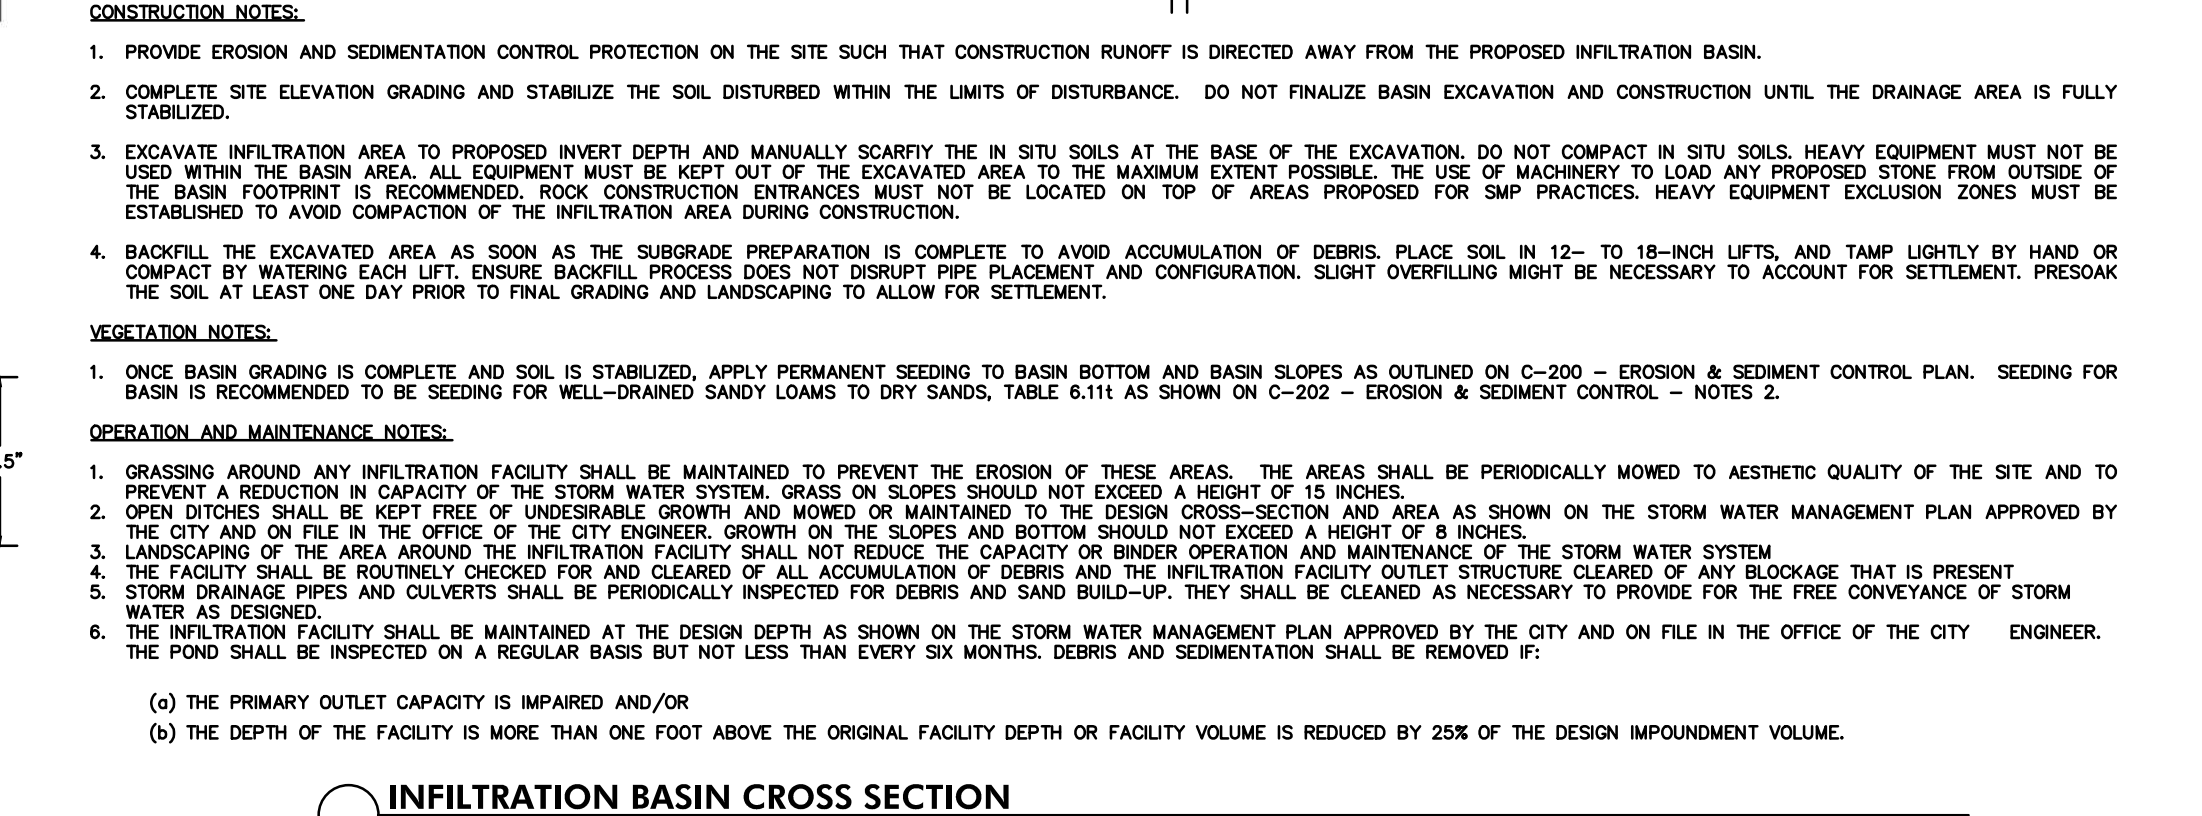 CONSTRUCTION NOTES:
1. PROVIDE EROSION AND SEDIMENTATION CONTROL PROTECTION ON THE SITE SUCH THAT CONSTRUCTION RUNOFF IS DIRECTED AWAY FROM THE PROPOSED INFILTRATION BASIN.
2. COMPLETE SITE ELEVATION GRADING AND STABILIZE THE SOIL DISTURBED WITHIN THE LIMITS OF DISTURBANCE. DO NOT FINALIZE BASIN EXCAVATION AND CONSTRUCTION UNTIL THE DRAINAGE AREA IS FULLY
STABILIZED.
3. EXCAVATE INFILTRATION AREA TO PROPOSED INVERT DEPTH AND MANUALLY SCARFIY THE IN SITU SOILS AT THE BASE OF THE EXCAVATION. DO NOT COMPACT IN SITU SOILS. HEAVY EQUIPMENT MUST NOT BE
USED WITHIN THE BASIN AREA. ALL EQUIPMENT MUST BE KEPT OUT OF THE EXCAVATED AREA TO THE MAXIMUM EXTENT POSSIBLE. THE USE OF MACHINERY TO LOAD ANY PROPOSED STONE FROM OUTSIDE OF
THE BASIN FOOTPRINT IS RECOMMENDED. ROCK CONSTRUCTION ENTRANCES MUST NOT BE LOCATED ON TOP OF AREAS PROPOSED FOR SMP PRACTICES. HEAVY EQUIPMENT EXCLUSION ZONES MUST BE
ESTABLISHED TO AVOID COMPACTION OF THE INFILTRATION AREA DURING CONSTRUCTION.
4. BACKFILL THE EXCAVATED AREA AS SOON AS THE SUBGRADE PREPARATION IS COMPLETE TO AVOID ACCUMULATION OF DEBRIS. PLACE SOIL IN 12- TO 18-INCH LIFTS, AND TAMP LIGHTLY BY HAND OR
COMPACT BY WATERING EACH LIFT. ENSURE BACKFILL PROCESS DOES NOT DISRUPT PIPE PLACEMENT AND CONFIGURATION. SLIGHT OVERFILLING MIGHT BE NECESSARY TO ACCOUNT FOR SETTLEMENT. PRESOAK
THE SOIL AT LEAST ONE DAY PRIOR TO FINAL GRADING AND LANDSCAPING TO ALLOW FOR SETTLEMENT.
VEGETATION NOTES:
1. ONCE BASIN GRADING IS COMPLETE AND SOIL IS STABILIZED, APPLY PERMANENT SEEDING TO BASIN BOTTOM AND BASIN SLOPES AS OUTLINED ON C-200 - EROSION & SEDIMENT CONTROL PLAN. SEEDING FOR
BASIN IS RECOMMENDED TO BE SEEDING FOR WELL-DRAINED SANDY LOAMS TO DRY SANDS, TABLE 6.11t AS SHOWN ON C-202 - EROSION & SEDIMENT CONTROL - NOTES 2.
OPERATION AND MAINTENANCE NOTES:
.5"
1. GRASSING AROUND ANY INFILTRATION FACILITY SHALL BE MAINTAINED TO PREVENT THE EROSION OF THESE AREAS. THE AREAS SHALL BE PERIODICALLY MOWED TO AESTHETIC QUALITY OF THE SITE AND TO
PREVENT A REDUCTION IN CAPACITY OF THE STORM WATER SYSTEM. GRASS ON SLOPES SHOULD NOT EXCEED A HEIGHT OF 15 INCHES.
2. OPEN DITCHES SHALL BE KEPT FREE OF UNDESIRABLE GROWTH AND MOWED OR MAINTAINED TO THE DESIGN CROSS-SECTION AND AREA AS SHOWN ON THE STORM WATER MANAGEMENT PLAN APPROVED BY
THE CITY AND ON FILE IN THE OFFICE OF THE CITY ENGINEER. GROWTH ON THE SLOPES AND BOTTOM SHOULD NOT EXCEED A HEIGHT OF 8 INCHES.
3. LANDSCAPING OF THE AREA AROUND THE INFILTRATION FACILITY SHALL NOT REDUCE THE CAPACITY OR BINDER OPERATION AND MAINTENANCE OF THE STORM WATER SYSTEM
4. THE FACILITY SHALL BE ROUTINELY CHECKED FOR AND CLEARED OF ALL ACCUMULATION OF DEBRIS AND THE INFILTRATION FACILITY OUTLET STRUCTURE CLEARED OF ANY BLOCKAGE THAT IS PRESENT
5. STORM DRAINAGE PIPES AND CULVERTS SHALL BE PERIODICALLY INSPECTED FOR DEBRIS AND SAND BUILD-UP. THEY SHALL BE CLEANED AS NECESSARY TO PROVIDE FOR THE FREE CONVEYANCE OF STORM
WATER AS DESIGNED.
6. THE INFILTRATION FACILITY SHALL BE MAINTAINED AT THE DESIGN DEPTH AS SHOWN ON THE STORM WATER MANAGEMENT PLAN APPROVED BY THE CITY AND ON FILE IN THE OFFICE OF THE CITY ENGINEER.
THE POND SHALL BE INSPECTED ON A REGULAR BASIS BUT NOT LESS THAN EVERY SIX MONTHS. DEBRIS AND SEDIMENTATION SHALL BE REMOVED IF:
(a) THE PRIMARY OUTLET CAPACITY IS IMPAIRED AND/OR
(b) THE DEPTH OF THE FACILITY IS MORE THAN ONE FOOT ABOVE THE ORIGINAL FACILITY DEPTH OR FACILITY VOLUME IS REDUCED BY 25% OF THE DESIGN IMPOUNDMENT VOLUME.
INFILTRATION BASIN CROSS SECTION